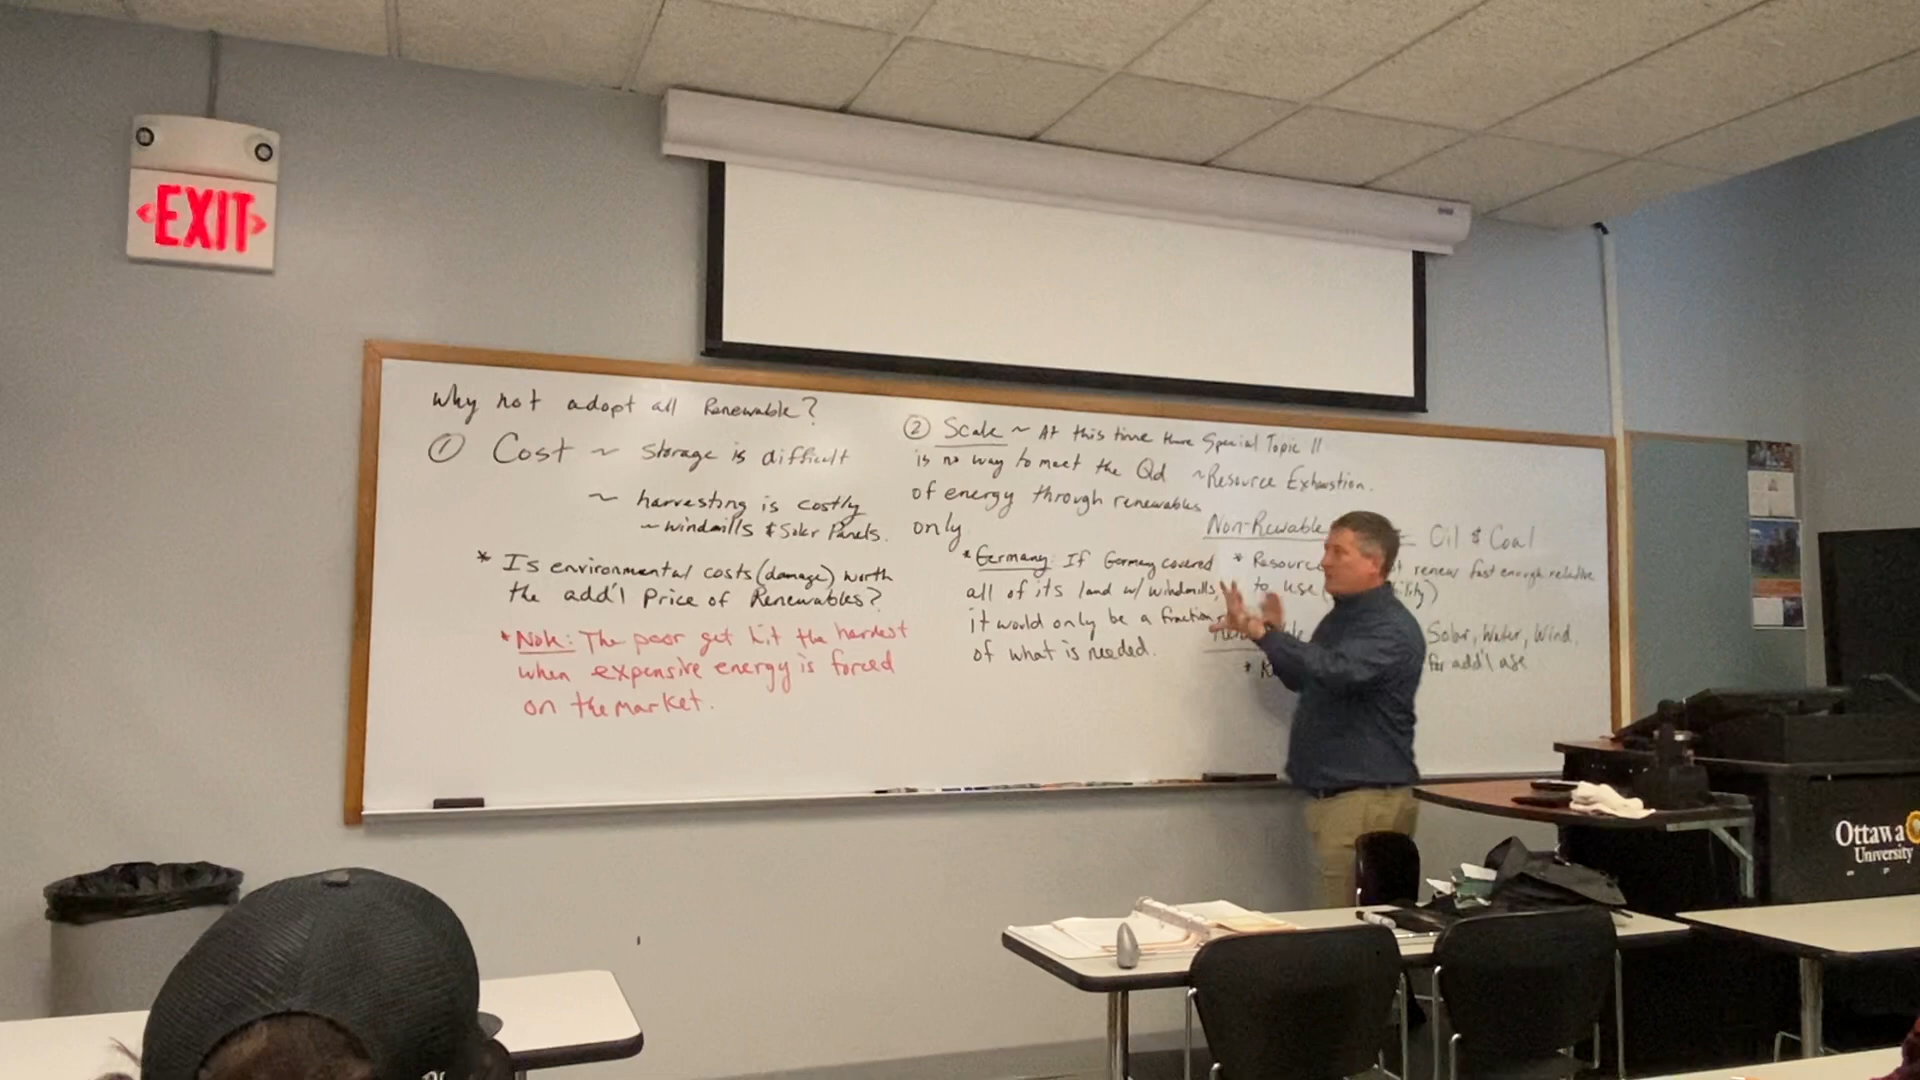 EXIT
Why not adopt all Renewable?
① Cost ~ Storage is difficult
~ harvesting is costly
~ windmills & Solar Panels.
* Is environmental costs (damage) worth
the add'l Price of Renewables?
* Note: The poor get hit the hardest
when expensive energy is forced
on the market.
② Scale ~ At this time there
is no way to meet the Qd
of energy through renewables
only.
* Germany: If Germany covered
all of its land w/ windmills,
it would only be a fraction
of what is needed.
Special Topic 11
~ Resource Exhaustion.
Non-Rewable = Oil & Coal
* Resource renew fast enough relative
to use
Solar, Water, Wind.
for add'l use
Ottawa
University